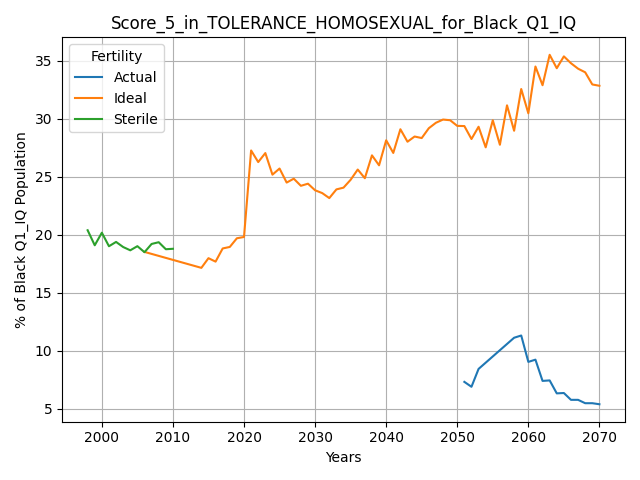 Score_5_in_TOLERANCE_HOMOSEXUAL_for_Black_Q1_IQ
Fertility
Actual
Ideal
Sterile
% of Black Q1_IQ Population
35
30
25
20
15
10
5
2000 2010 2020 2030 2040 2050 2060 2070
Years